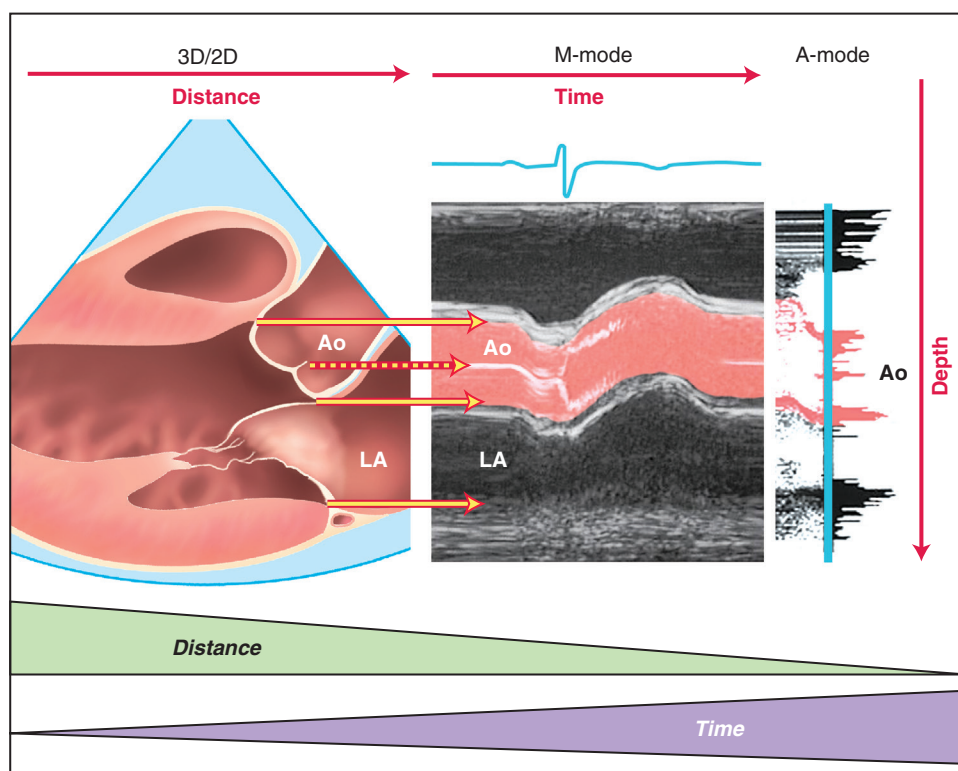 3D/2D
M-mode
A-mode
Distance
Time
Ao
Ao
Ao
Depth
LA
LA
Distance
Time